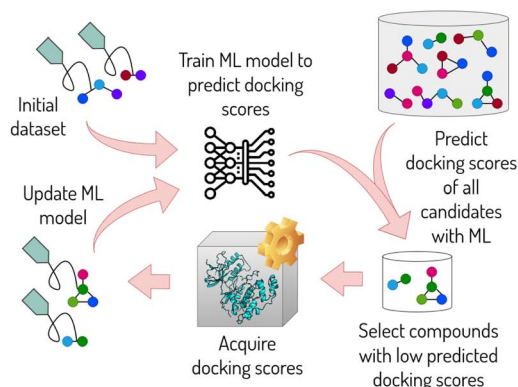 Train ML model to
predict docking
scores
Initial
dataset
Predict
docking scores
of all
candidates
with ML
Update ML
model
Acquire
docking scores
Select compounds
with low predicted
docking scores